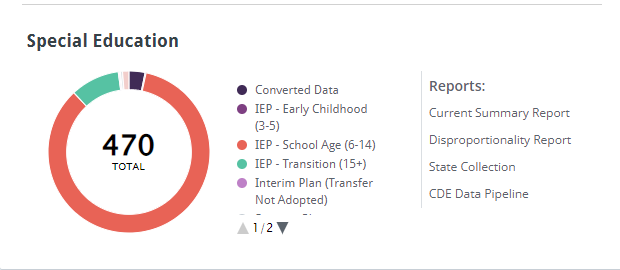 Special Education
470
TOTAL
Converted Data
IEP - Early Childhood
(3-5)
IEP - School Age (6-14)
IEP - Transition (15+)
Interim Plan (Transfer
Not Adopted)
1/2
Reports:
Current Summary Report
Disproportionality Report
State Collection
CDE Data Pipeline